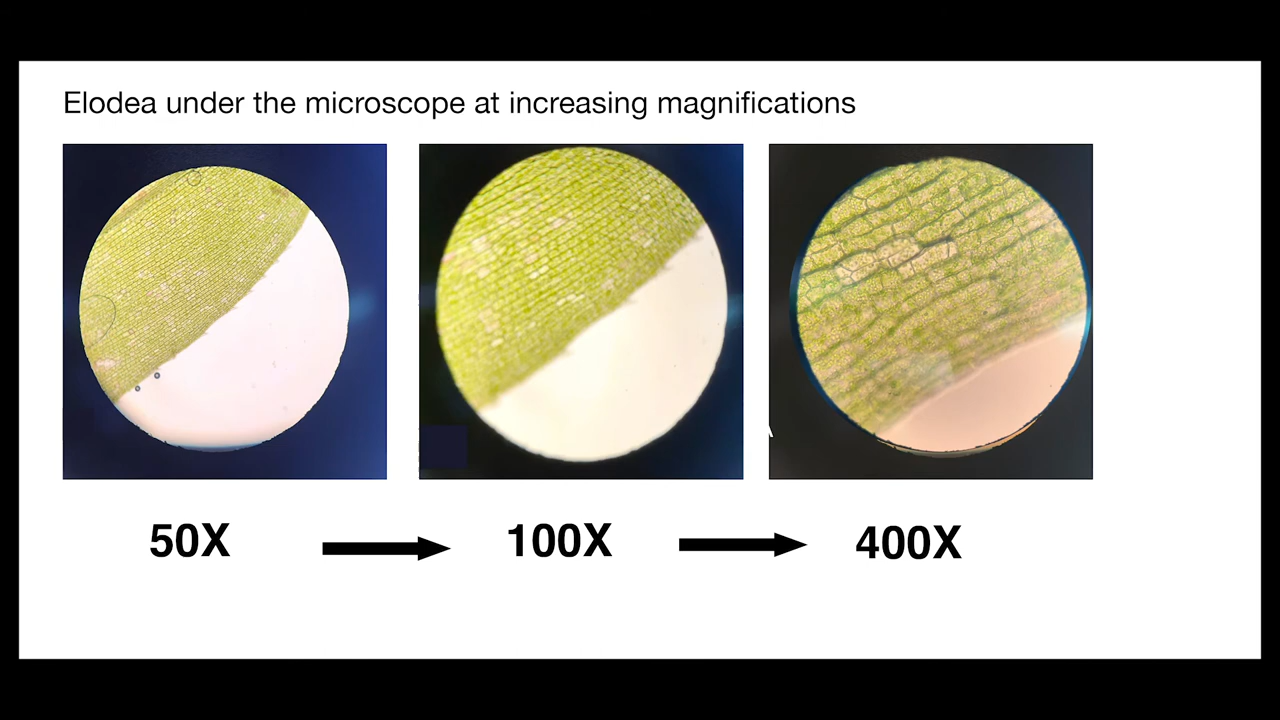 Elodea under the microscope at increasing magnifications
50X
100X
400X